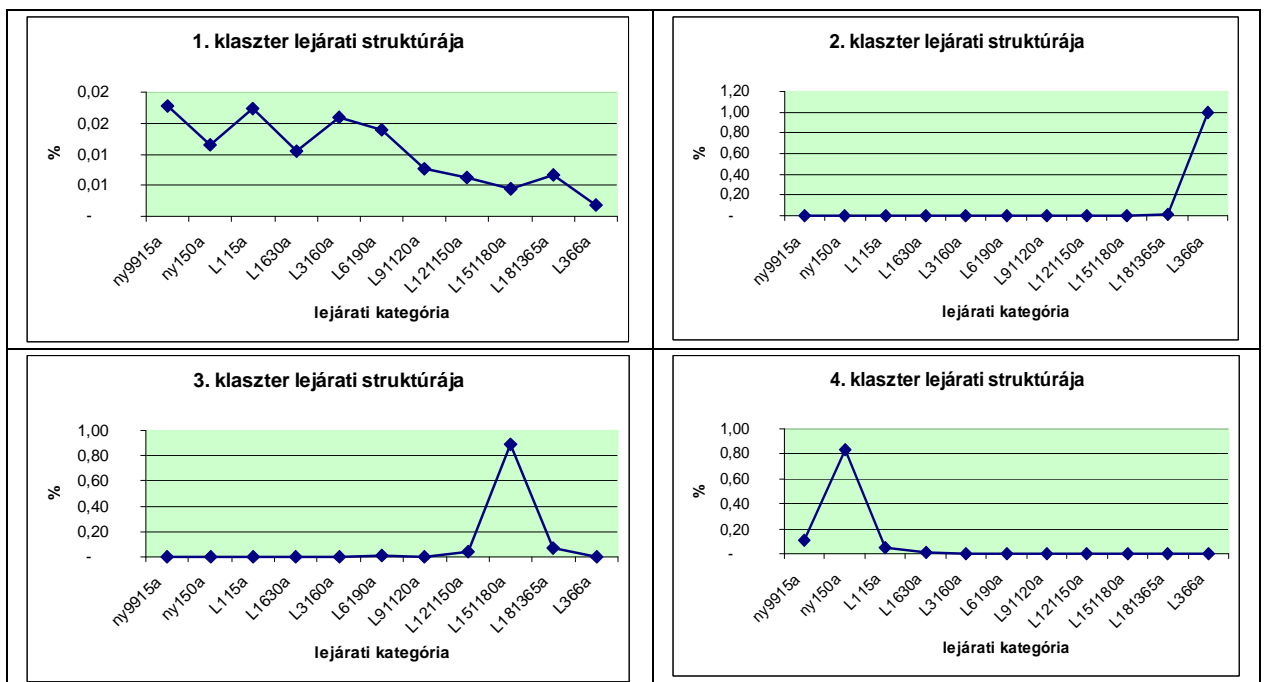 1. klaszter lejárati struktúrája
0,02
0,02
0,01
0,01
-
%
ny9915a
ny150a
L115a
L1630a
L3160a
L6190a
L91120a
L121150a
L151180a
L181365a
L366a
lejárati kategória
2. klaszter lejárati struktúrája
1,20
1,00
0,80
0,60
0,40
0,20
-
%
ny9915a
ny150a
L115a
L1630a
L3160a
L6190a
L91120a
L121150a
L151180a
L181365a
L366a
lejárati kategória
3. klaszter lejárati struktúrája
1,00
0,80
0,60
0,40
0,20
-
%
ny9915a
ny150a
L115a
L1630a
L3160a
L6190a
L91120a
L121150a
L151180a
L181365a
L366a
lejárati kategória
4. klaszter lejárati struktúrája
1,00
0,80
0,60
0,40
0,20
-
%
ny9915a
ny150a
L115a
L1630a
L3160a
L6190a
L91120a
L121150a
L151180a
L181365a
L366a
lejárati kategória